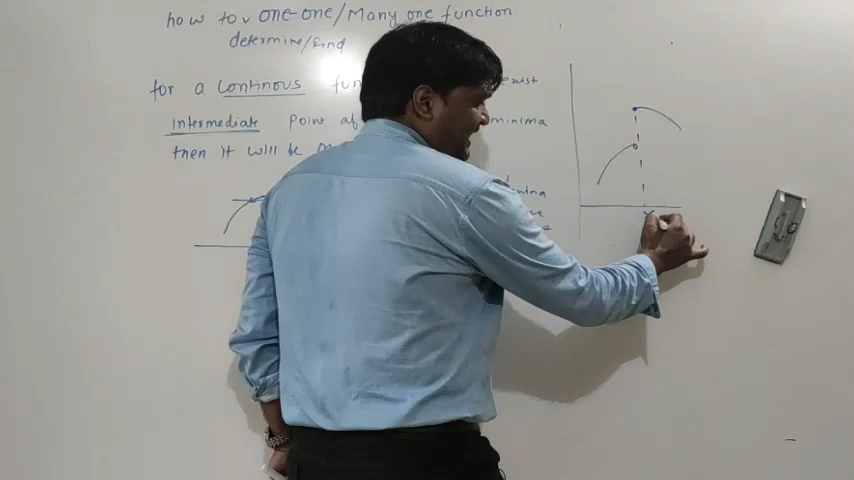 how to one-one/Many one function
determine/find
for a Continous fun
intermediate Point of minima
then it will be
x